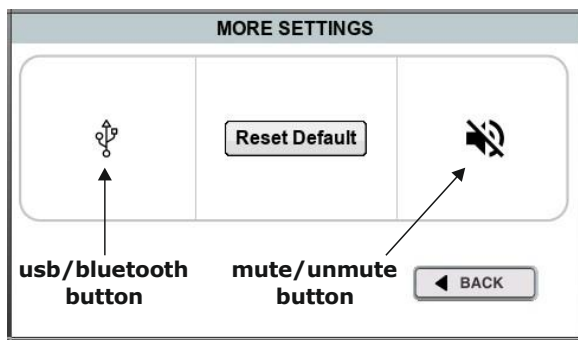 MORE SETTINGS
Reset Default
usb/bluetooth
button
mute/unmute
button
BACK